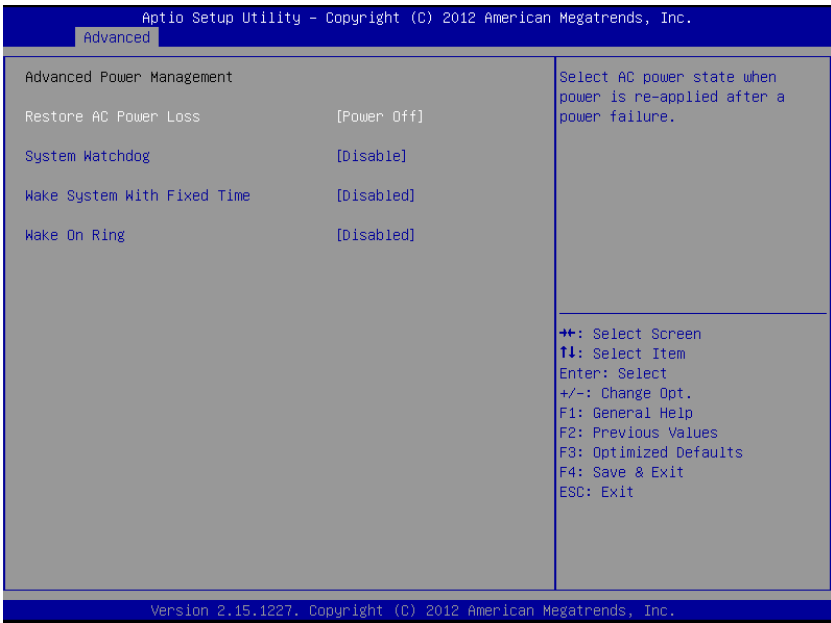 Aptio Setup Utility – Copyright (C) 2012 American Megatrends, Inc.
Advanced
Advanced Power Management
Restore AC Power Loss [Power Off]
System Watchdog [Disable]
Wake System With Fixed Time [Disabled]
Wake On Ring [Disabled]
Select AC power state when
power is re-applied after a
power failure.
→←: Select Screen
↑↓: Select Item
Enter: Select
+/-: Change Opt.
F1: General Help
F2: Previous Values
F3: Optimized Defaults
F4: Save & Exit
ESC: Exit
Version 2.15.1227. Copyright (C) 2012 American Megatrends, Inc.